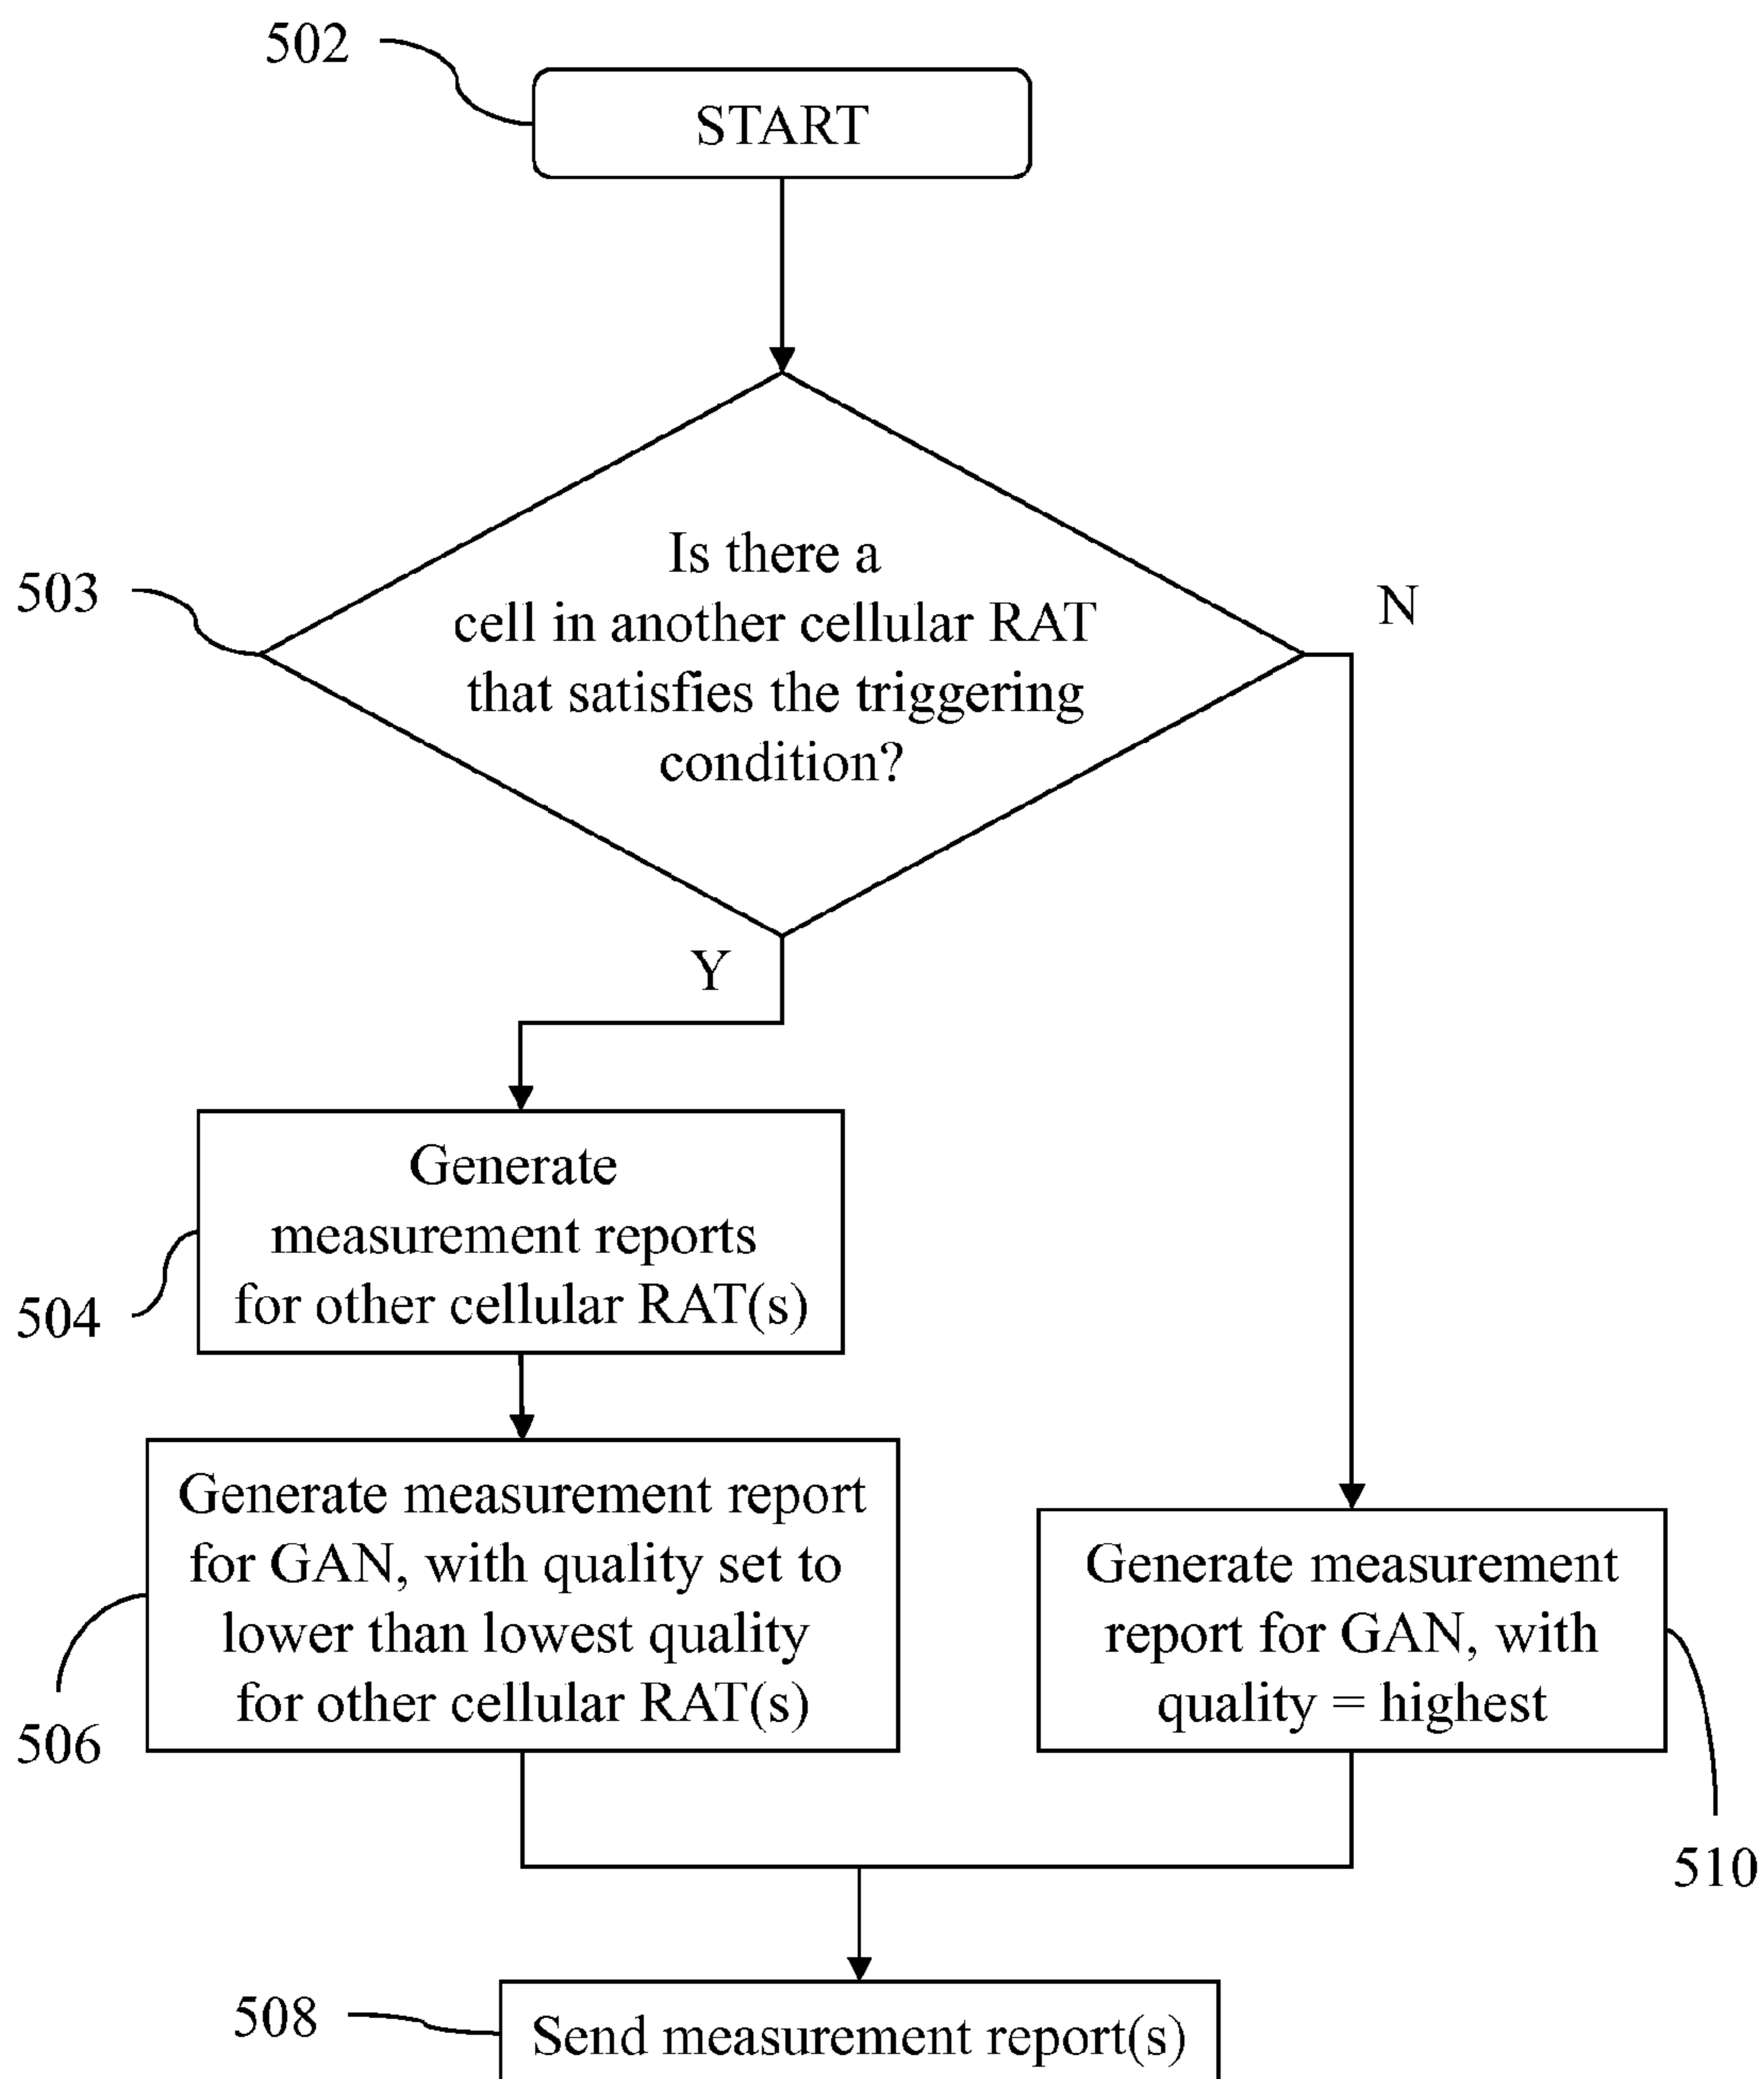 502
START
503
Is there a
cell in another cellular RAT
that satisfies the triggering
condition?
N
Y
504
Generate
measurement reports
for other cellular RAT(s)
506
Generate measurement report
for GAN, with quality set to
lower than lowest quality
for other cellular RAT(s)
Generate measurement
report for GAN, with
quality = highest
510
508
Send measurement report(s)